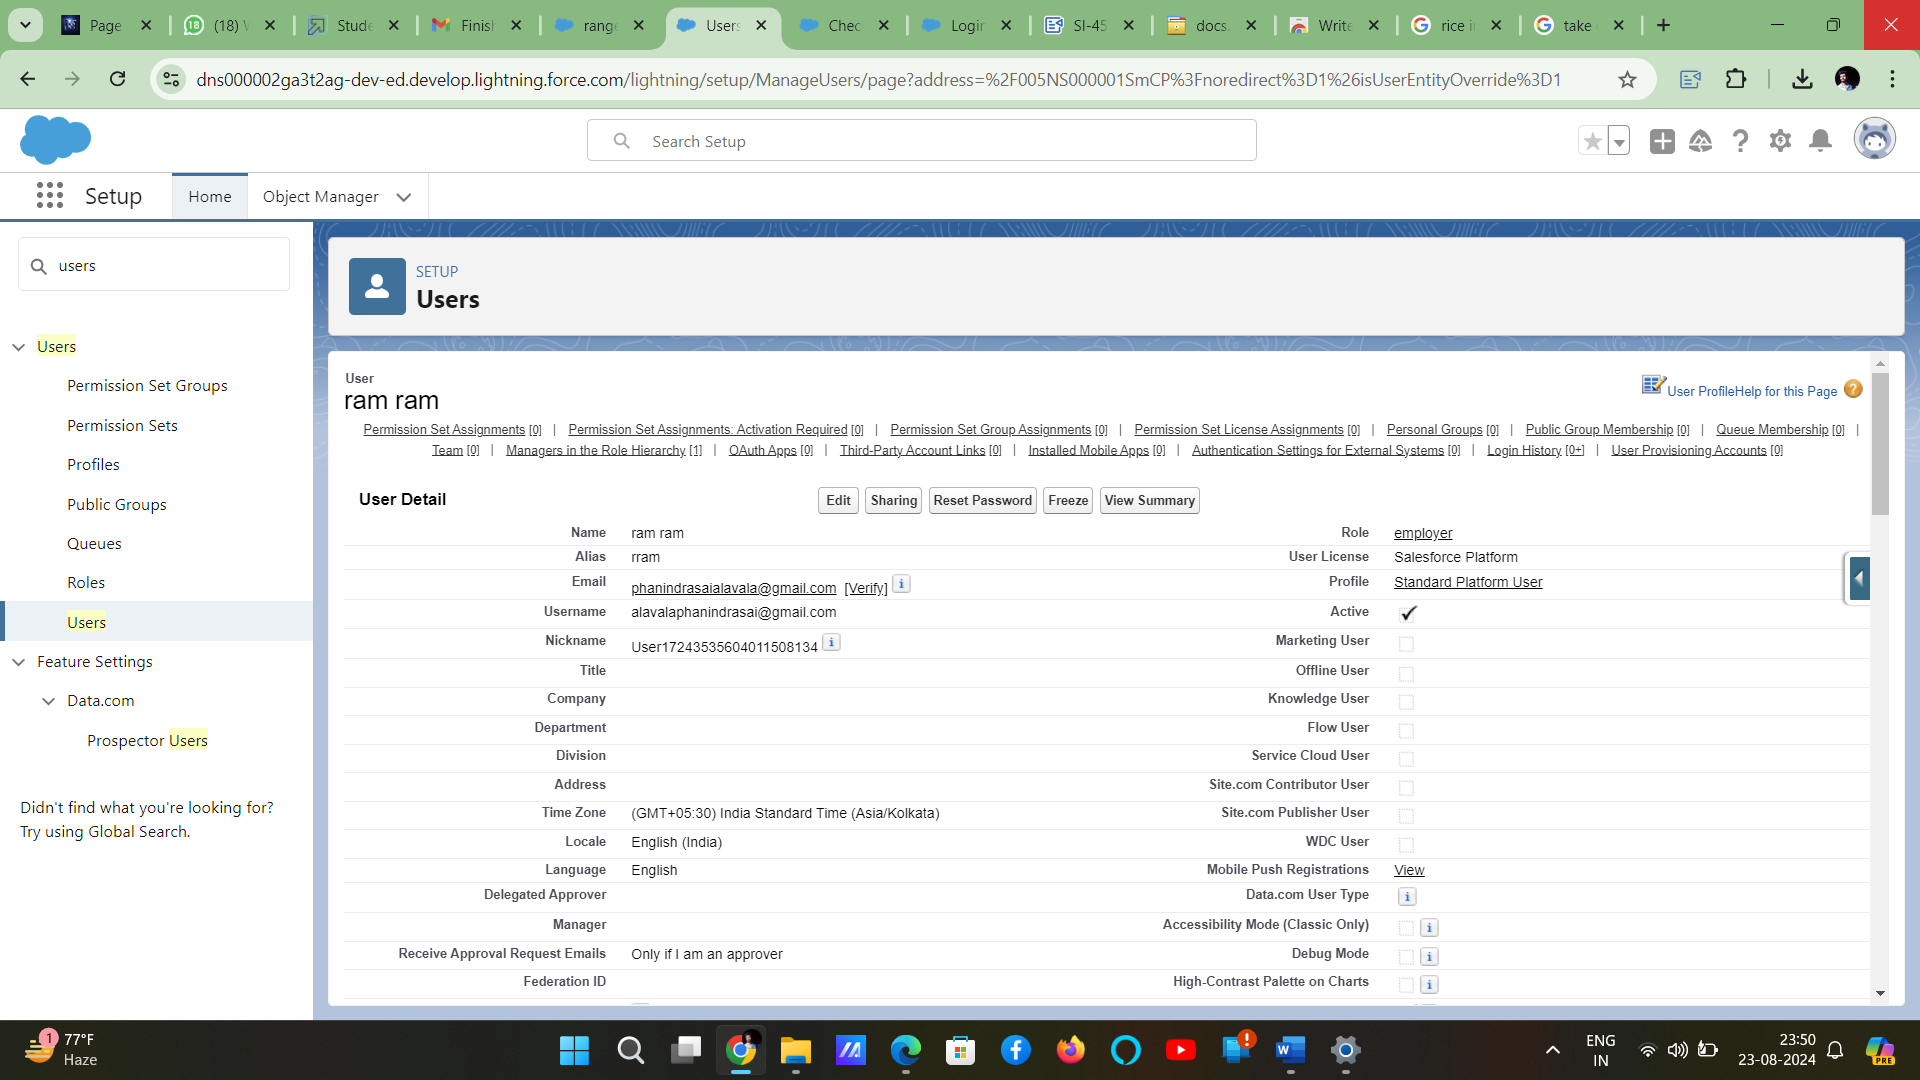 Page
(18) W
Stude
Finish
range
Users
Chec
Login
SI-45
docs.
Write
rice i
take
dns000002ga3t2ag-dev-ed.develop.lightning.force.com/lightning/setup/ManageUsers/page?address=%2F005NS000001SmCP%3Fnoredirect%3D1%26isUserEntityOverride%3D1
Search Setup
Setup
Home
Object Manager
users
Users
Permission Set Groups
Permission Sets
Profiles
Public Groups
Queues
Roles
Users
Feature Settings
Data.com
Prospector Users
Didn't find what you're looking for?
Try using Global Search.
SETUP
Users
User
ram ram
User ProfileHelp for this Page
Permission Set Assignments [0] | Permission Set Assignments: Activation Required [0] | Permission Set Group Assignments [0] | Permission Set License Assignments [0] | Personal Groups [0] | Public Group Membership [0] | Queue Membership [0] |
Team [0] | Managers in the Role Hierarchy [1] | OAuth Apps [0] | Third-Party Account Links [0] | Installed Mobile Apps [0] | Authentication Settings for External Systems [0] | Login History [0+] | User Provisioning Accounts [0]
User Detail
Edit Sharing Reset Password Freeze View Summary
Name ram ram Role employer
Alias rram User License Salesforce Platform
Email phanindrasaialavala@gmail.com [Verify] i Profile Standard Platform User
Username alavalaphanindrasai@gmail.com Active
Nickname User17243535604011508134 i Marketing User
Title Offline User
Company Knowledge User
Department Flow User
Division Service Cloud User
Address Site.com Contributor User
Time Zone (GMT+05:30) India Standard Time (Asia/Kolkata) Site.com Publisher User
Locale English (India) WDC User
Language English Mobile Push Registrations View
Delegated Approver Data.com User Type i
Manager Accessibility Mode (Classic Only) i
Receive Approval Request Emails Only if I am an approver Debug Mode i
Federation ID High-Contrast Palette on Charts i
1
77°F
Haze
ENG
IN
23:50
23-08-2024
PRE